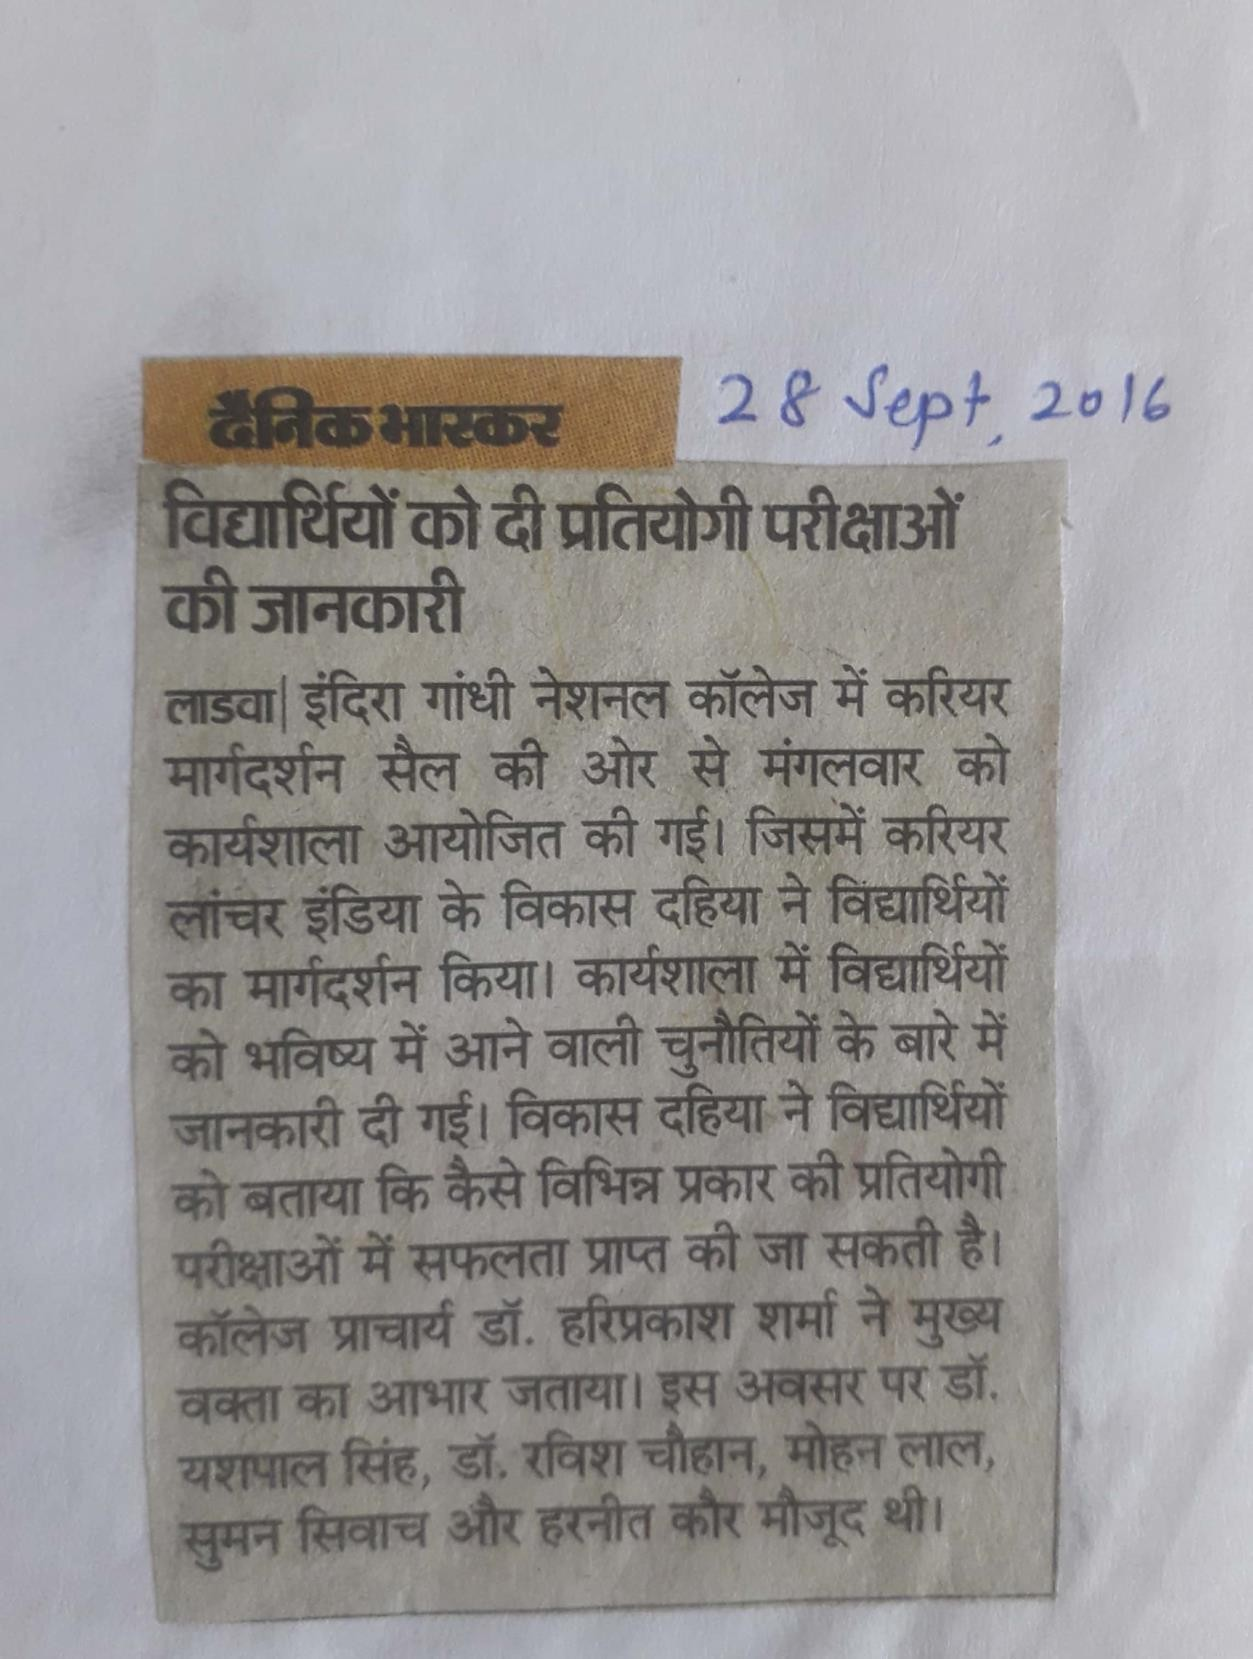 दैनिक भास्कर
28 Sept, 2016
विद्यार्थियों को दी प्रतियोगी परीक्षाओं
की जानकारी
लाडवा| इंदिरा गांधी नेशनल कॉलेज में करियर
मार्गदर्शन सैल की ओर से मंगलवार को
कार्यशाला आयोजित की गई। जिसमें करियर
लांचर इंडिया के विकास दहिया ने विद्यार्थियों
का मार्गदर्शन किया। कार्यशाला में विद्यार्थियों
को भविष्य में आने वाली चुनौतियों के बारे में
जानकारी दी गई। विकास दहिया ने विद्यार्थियों
को बताया कि कैसे विभिन्न प्रकार की प्रतियोगी
परीक्षाओं में सफलता प्राप्त की जा सकती है।
कॉलेज प्राचार्य डॉ. हरिप्रकाश शर्मा ने मुख्य
वक्ता का आभार जताया। इस अवसर पर डॉ.
यशपाल सिंह, डॉ. रविश चौहान, मोहन लाल,
सुमन सिवाच और हरनीत कौर मौजूद थी।